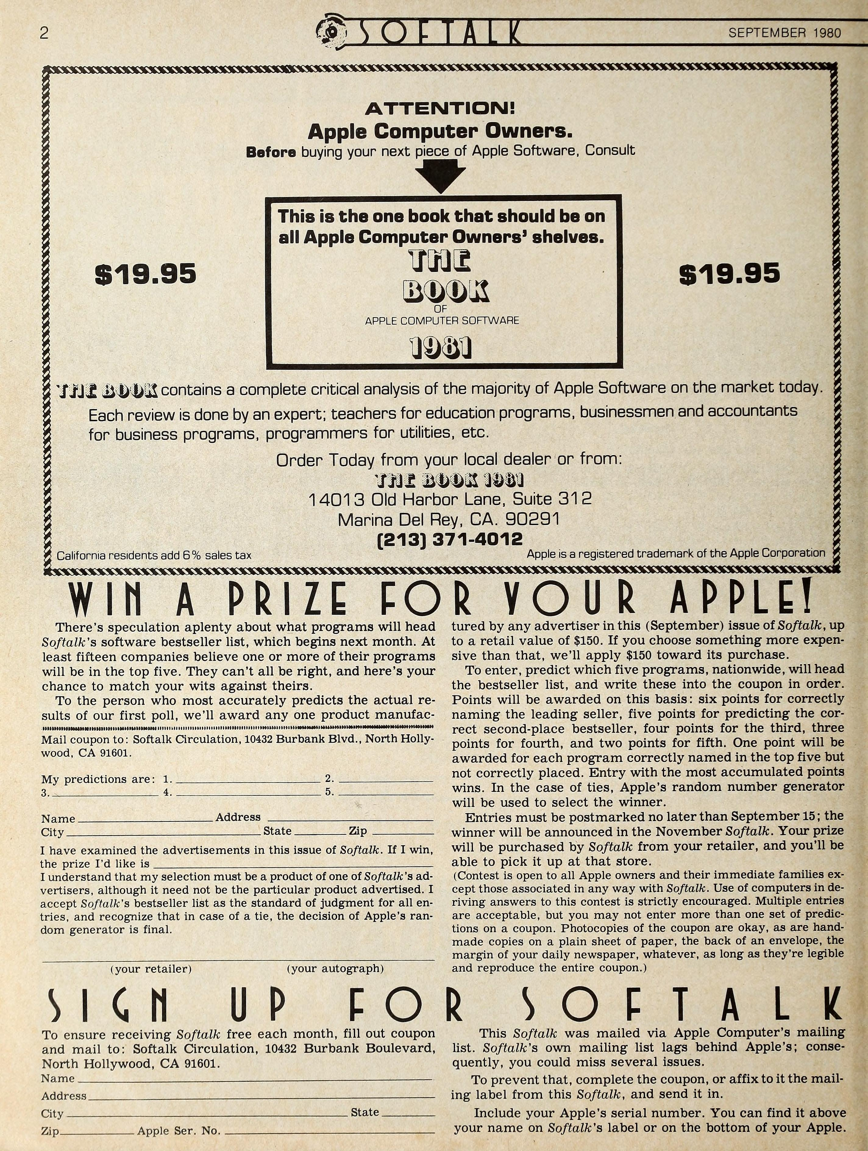 2
SOFTALK
SEPTEMBER 1980
ATTENTION!
Apple Computer Owners.
Before buying your next piece of Apple Software, Consult
This is the one book that should be on
all Apple Computer Owners' shelves.
THE
BOOK
OF
APPLE COMPUTER SOFTWARE
1981
$19.95
$19.95
THE BOOK contains a complete critical analysis of the majority of Apple Software on the market today.
Each review is done by an expert; teachers for education programs, businessmen and accountants
for business programs, programmers for utilities, etc.
Order Today from your local dealer or from:
THE BOOK 1981
14013 Old Harbor Lane, Suite 312
Marina Del Rey, CA. 90291
(213) 371-4012
California residents add 6% sales tax
Apple is a registered trademark of the Apple Corporation
WIN A PRIZE FOR YOUR APPLE!
There's speculation aplenty about what programs will head
Softalk's software bestseller list, which begins next month. At
least fifteen companies believe one or more of their programs
will be in the top five. They can't all be right, and here's your
chance to match your wits against theirs.
To the person who most accurately predicts the actual re-
sults of our first poll, we'll award any one product manufac-
Mail coupon to: Softalk Circulation, 10432 Burbank Blvd., North Holly-
wood, CA 91601.
My predictions are: 1. 2.
3. 4. 5.
Name Address
City State Zip
I have examined the advertisements in this issue of Softalk. If I win,
the prize I'd like is
I understand that my selection must be a product of one of Softalk's ad-
vertisers, although it need not be the particular product advertised. I
accept Softalk's bestseller list as the standard of judgment for all en-
tries, and recognize that in case of a tie, the decision of Apple's ran-
dom generator is final.
(your retailer) (your autograph)
tured by any advertiser in this (September) issue of Softalk, up
to a retail value of $150. If you choose something more expen-
sive than that, we'll apply $150 toward its purchase.
To enter, predict which five programs, nationwide, will head
the bestseller list, and write these into the coupon in order.
Points will be awarded on this basis: six points for correctly
naming the leading seller, five points for predicting the cor-
rect second-place bestseller, four points for the third, three
points for fourth, and two points for fifth. One point will be
awarded for each program correctly named in the top five but
not correctly placed. Entry with the most accumulated points
wins. In the case of ties, Apple's random number generator
will be used to select the winner.
Entries must be postmarked no later than September 15; the
winner will be announced in the November Softalk. Your prize
will be purchased by Softalk from your retailer, and you'll be
able to pick it up at that store.
(Contest is open to all Apple owners and their immediate families ex-
cept those associated in any way with Softalk. Use of computers in de-
riving answers to this contest is strictly encouraged. Multiple entries
are acceptable, but you may not enter more than one set of predic-
tions on a coupon. Photocopies of the coupon are okay, as are hand-
made copies on a plain sheet of paper, the back of an envelope, the
margin of your daily newspaper, whatever, as long as they're legible
and reproduce the entire coupon.)
SIGN UP FOR SOFTALK
To ensure receiving Softalk free each month, fill out coupon
and mail to: Softalk Circulation, 10432 Burbank Boulevard,
North Hollywood, CA 91601.
Name
Address
City State
Zip Apple Ser. No.
This Softalk was mailed via Apple Computer's mailing
list. Softalk's own mailing list lags behind Apple's; conse-
quently, you could miss several issues.
To prevent that, complete the coupon, or affix to it the mail-
ing label from this Softalk, and send it in.
Include your Apple's serial number. You can find it above
your name on Softalk's label or on the bottom of your Apple.